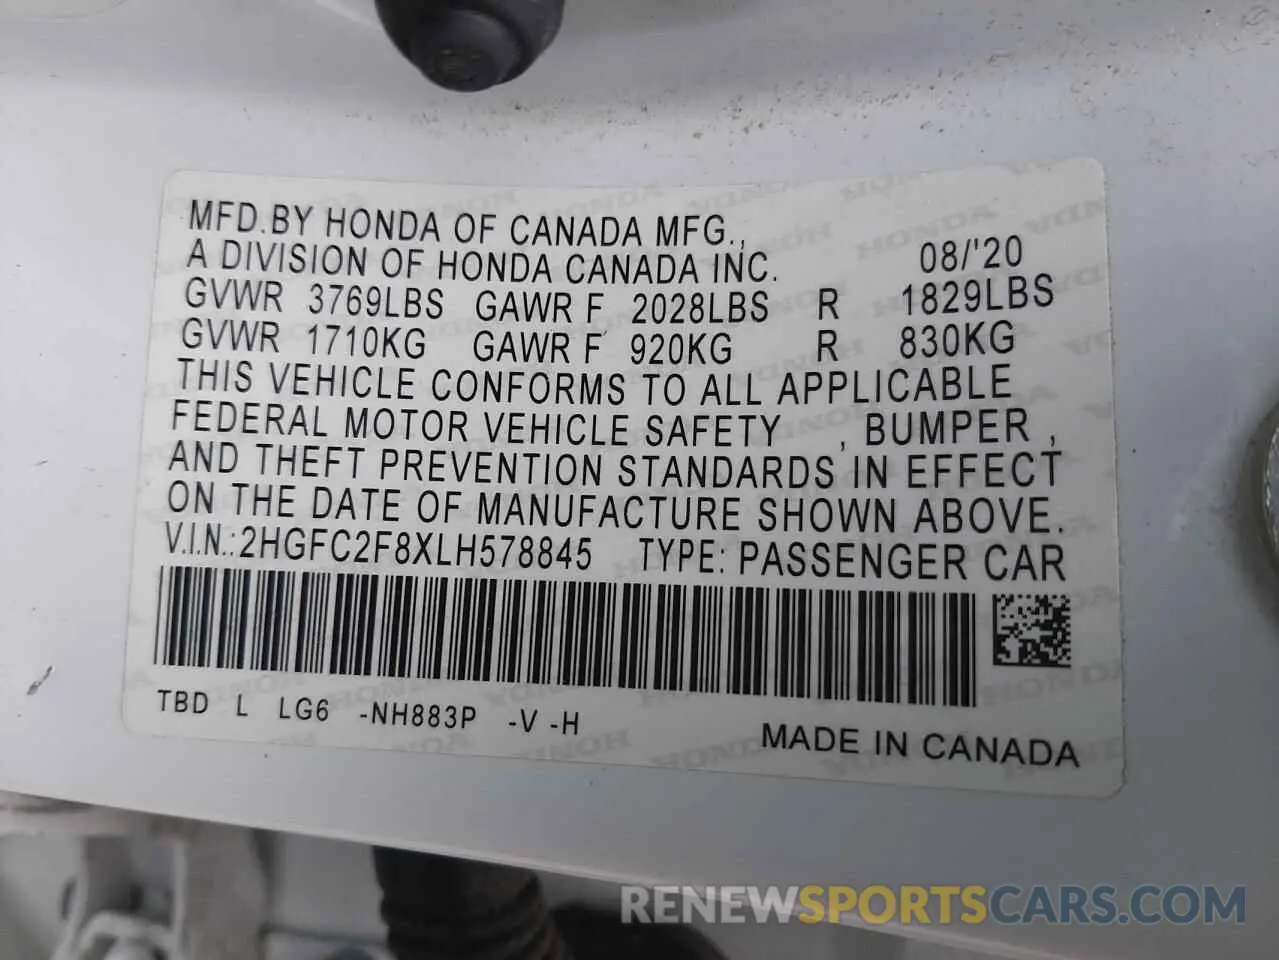 MFD.BY HONDA OF CANADA MFG.,
A DIVISION OF HONDA CANADA INC. 08/'20
GVWR 3769LBS GAWR F 2028LBS R 1829LBS
GVWR 1710KG GAWR F 920KG R 830KG
THIS VEHICLE CONFORMS TO ALL APPLICABLE
FEDERAL MOTOR VEHICLE SAFETY , BUMPER ,
AND THEFT PREVENTION STANDARDS IN EFFECT
ON THE DATE OF MANUFACTURE SHOWN ABOVE.
V.I.N.:2HGFC2F8XLH578845 TYPE: PASSENGER CAR
TBD L LG6 -NH883P -V -H
MADE IN CANADA
RENEWSPORTSCARS.COM